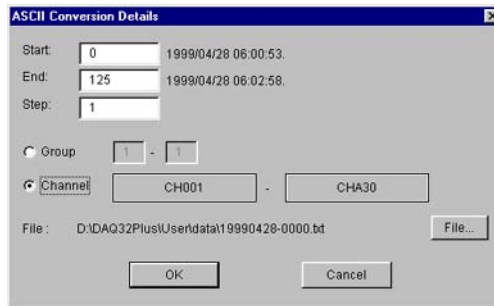 ASCII Conversion Details
Start: 0 1999/04/28 06:00:53.
End: 125 1999/04/28 06:02:58.
Step: 1
Group 1 - 1
Channel CH001 - CHA30
File : D:\DAQ32Plus\User\data\19990428-0000.txt File...
OK Cancel